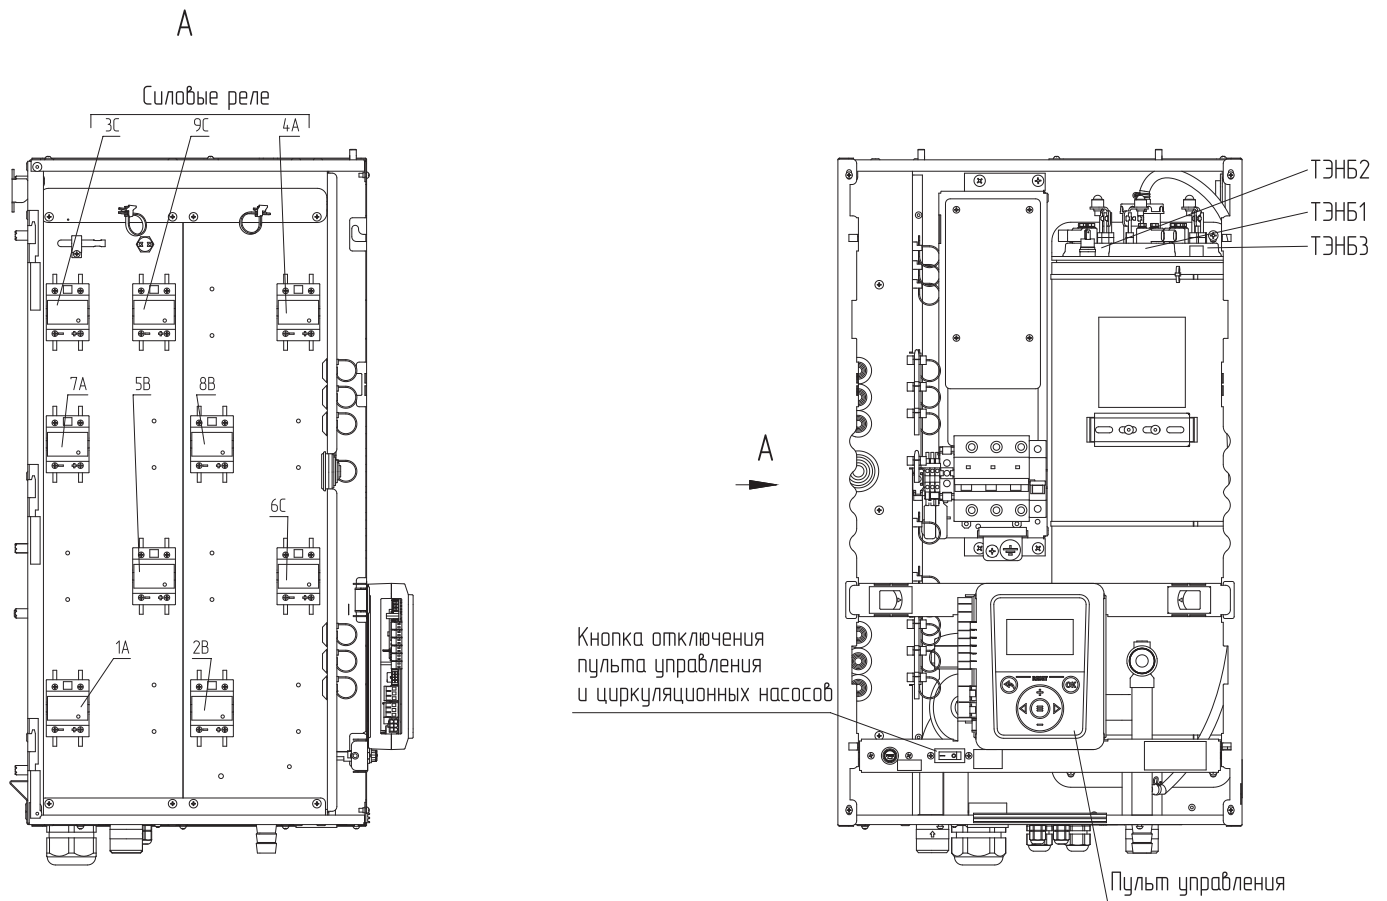 А
Силовые реле
3С
9С
4А
7А
5В
8В
6С
1А
2В
ТЭНБ2
ТЭНБ1
ТЭНБ3
А
Кнопка отключения
пульта управления
и циркуляционных насосов
OK
Пульт управления